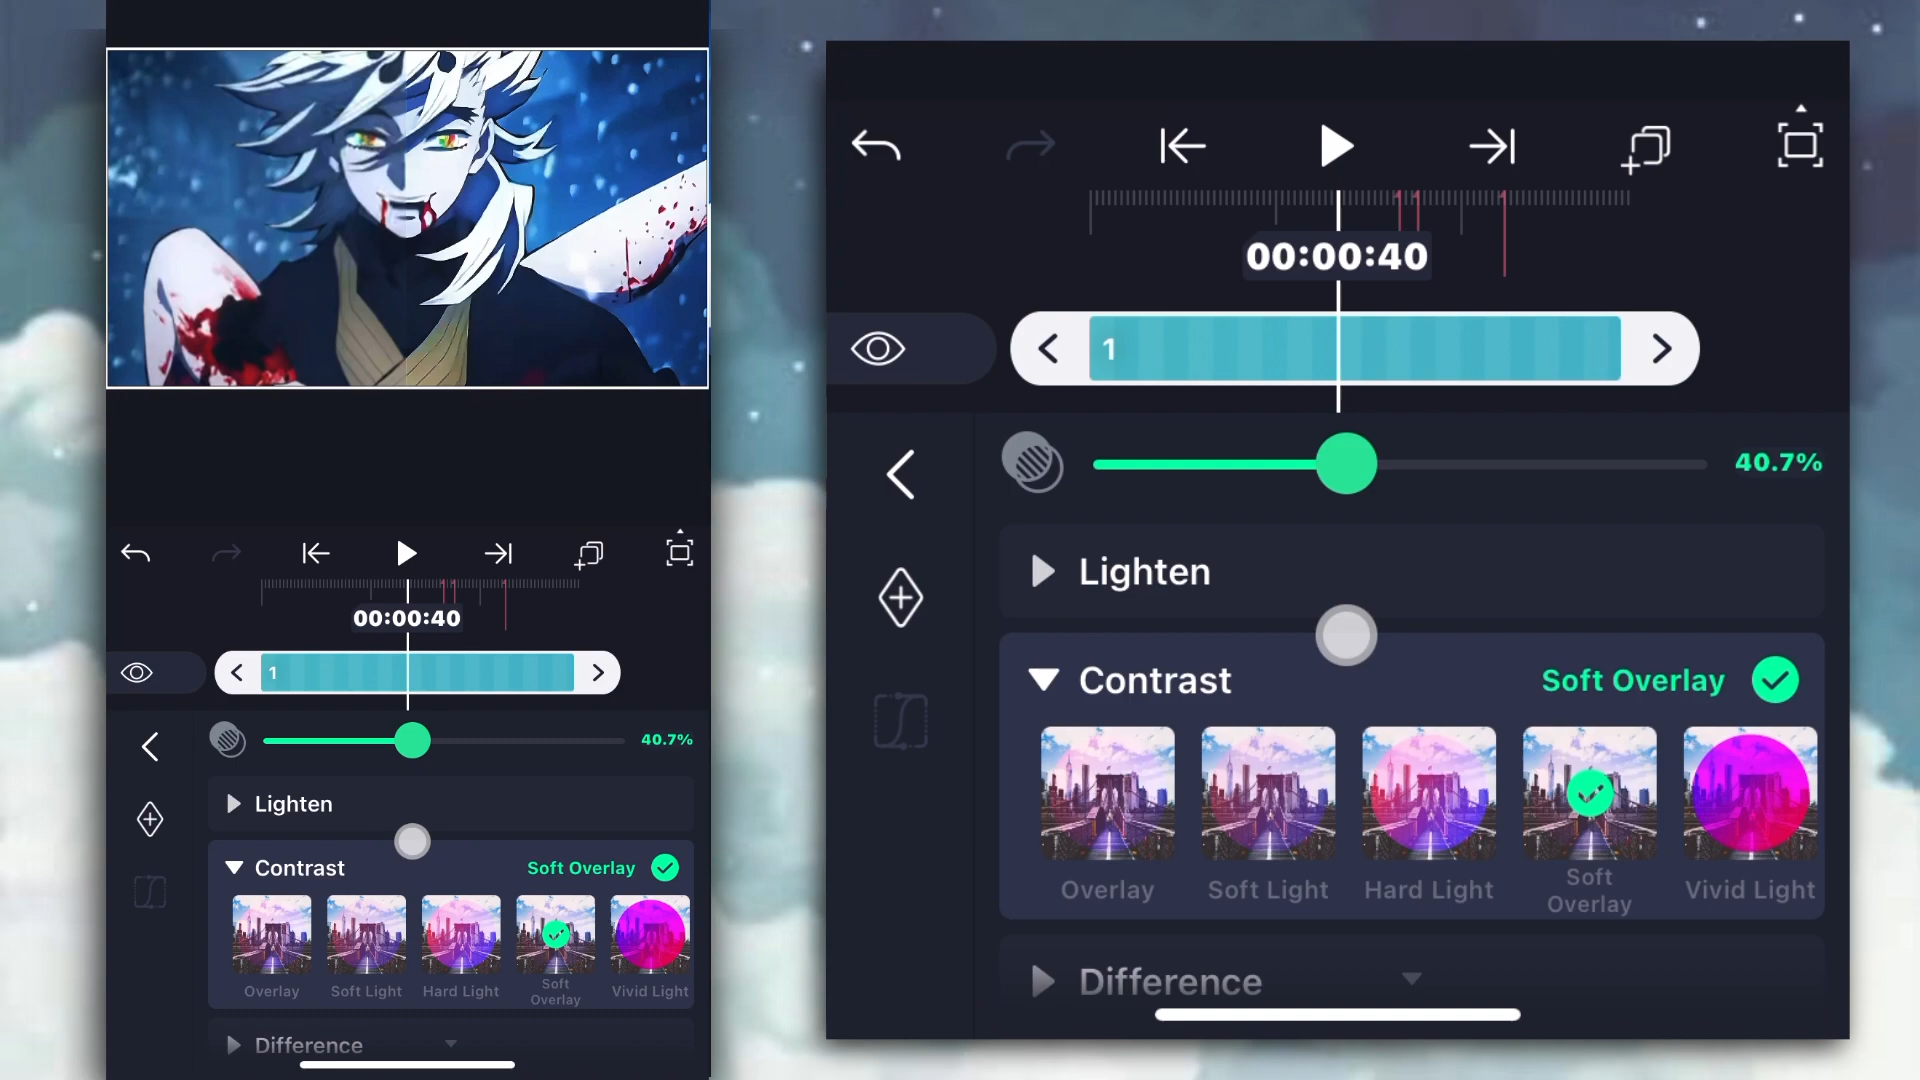 00:00:40
1
40.7%
Lighten
Contrast
Soft Overlay
Overlay
Soft Light
Hard Light
Soft
Overlay
Vivid Light
Difference
00:00:40
1
40.7%
Lighten
Contrast
Soft Overlay
Overlay
Soft Light
Hard Light
Soft
Overlay
Vivid Light
Difference